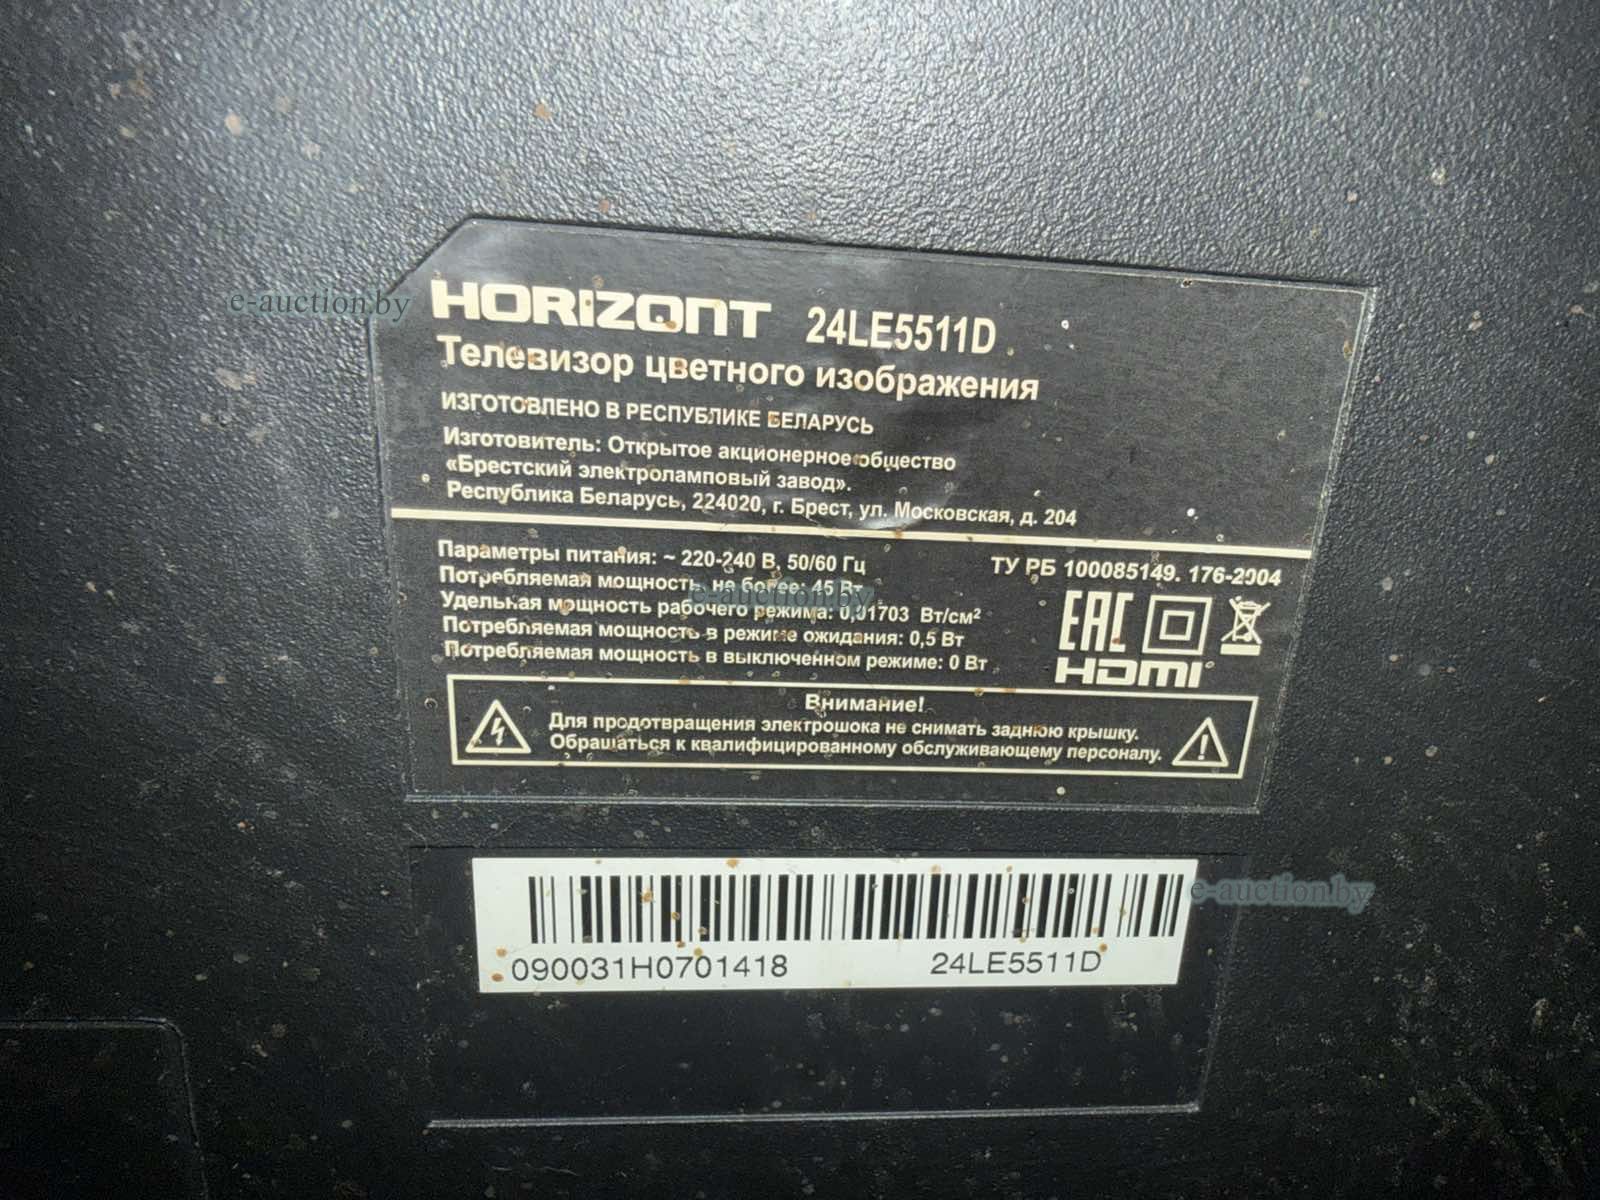 HORIZONT 24LE5511D
Телевизор цветного изображения
ИЗГОТОВЛЕНО В РЕСПУБЛИКЕ БЕЛАРУСЬ
Изготовитель: Открытое акционерное общество
«Брестский электроламповый завод».
Республика Беларусь, 224020, г. Брест, ул. Московская, д. 204
Параметры питания: ~ 220-240 В, 50/60 Гц
Потребляемая мощность, не более: 45 Вт
Удельная мощность рабочего режима: 0,01703 Вт/см²
Потребляемая мощность в режиме ожидания: 0,5 Вт
Потребляемая мощность в выключенном режиме: 0 Вт
ТУ РБ 100085149. 176-2004
EAC
HDMI
Внимание!
Для предотвращения электрошока не снимать заднюю крышку.
Обращаться к квалифицированному обслуживающему персоналу.
090031H0701418 24LE5511D
e-auction.by
e-auction.by
e-auction.by